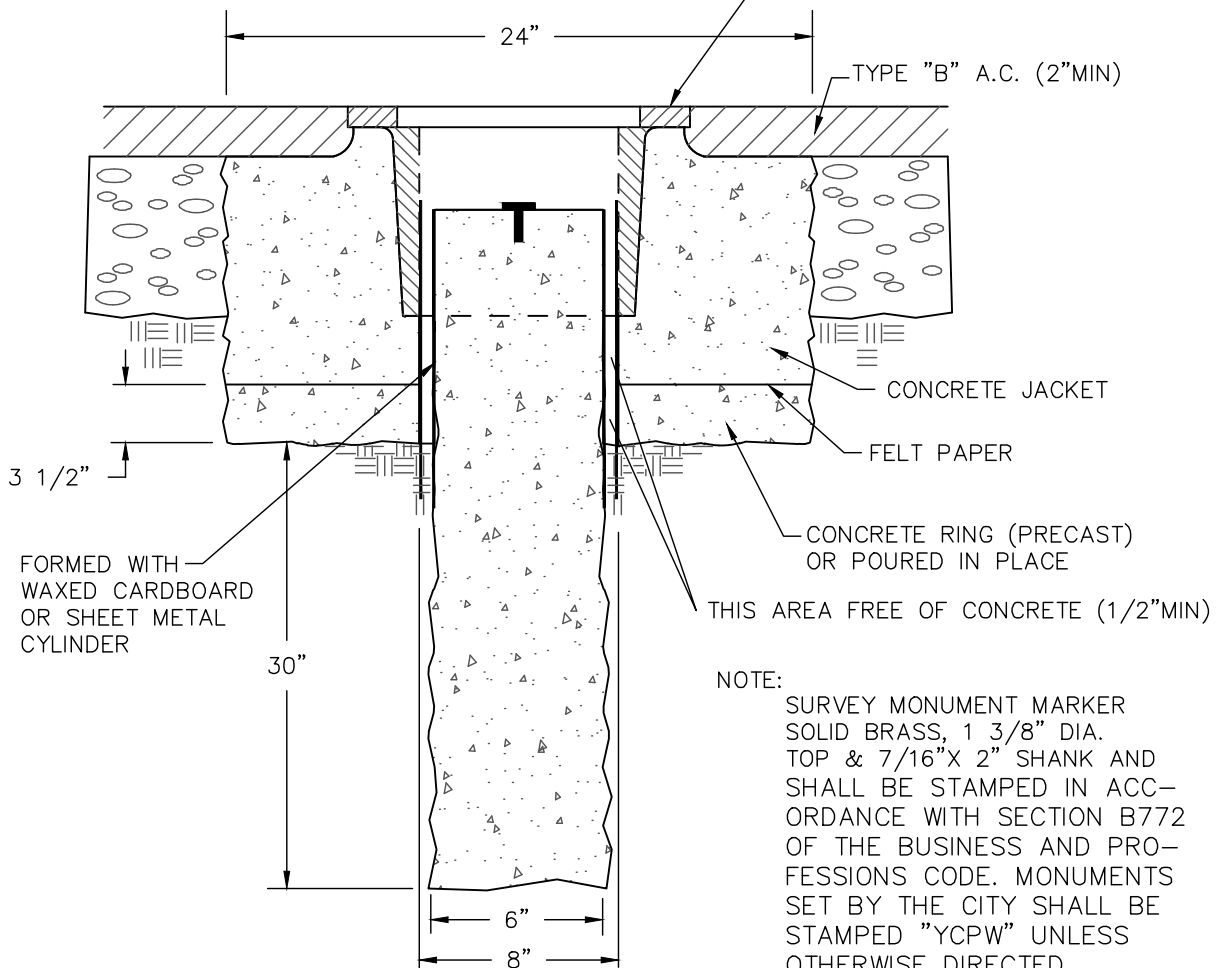 24"
TYPE "B" A.C. (2"MIN)
CONCRETE JACKET
FELT PAPER
3 1/2"
CONCRETE RING (PRECAST)
OR POURED IN PLACE
FORMED WITH
WAXED CARDBOARD
OR SHEET METAL
CYLINDER
THIS AREA FREE OF CONCRETE (1/2"MIN)
30"
NOTE:
SURVEY MONUMENT MARKER
SOLID BRASS, 1 3/8" DIA.
TOP & 7/16"X 2" SHANK AND
SHALL BE STAMPED IN ACC-
ORDANCE WITH SECTION B772
OF THE BUSINESS AND PRO-
FESSIONS CODE. MONUMENTS
SET BY THE CITY SHALL BE
STAMPED "YCPW" UNLESS
OTHERWISE DIRECTED
6"
8"